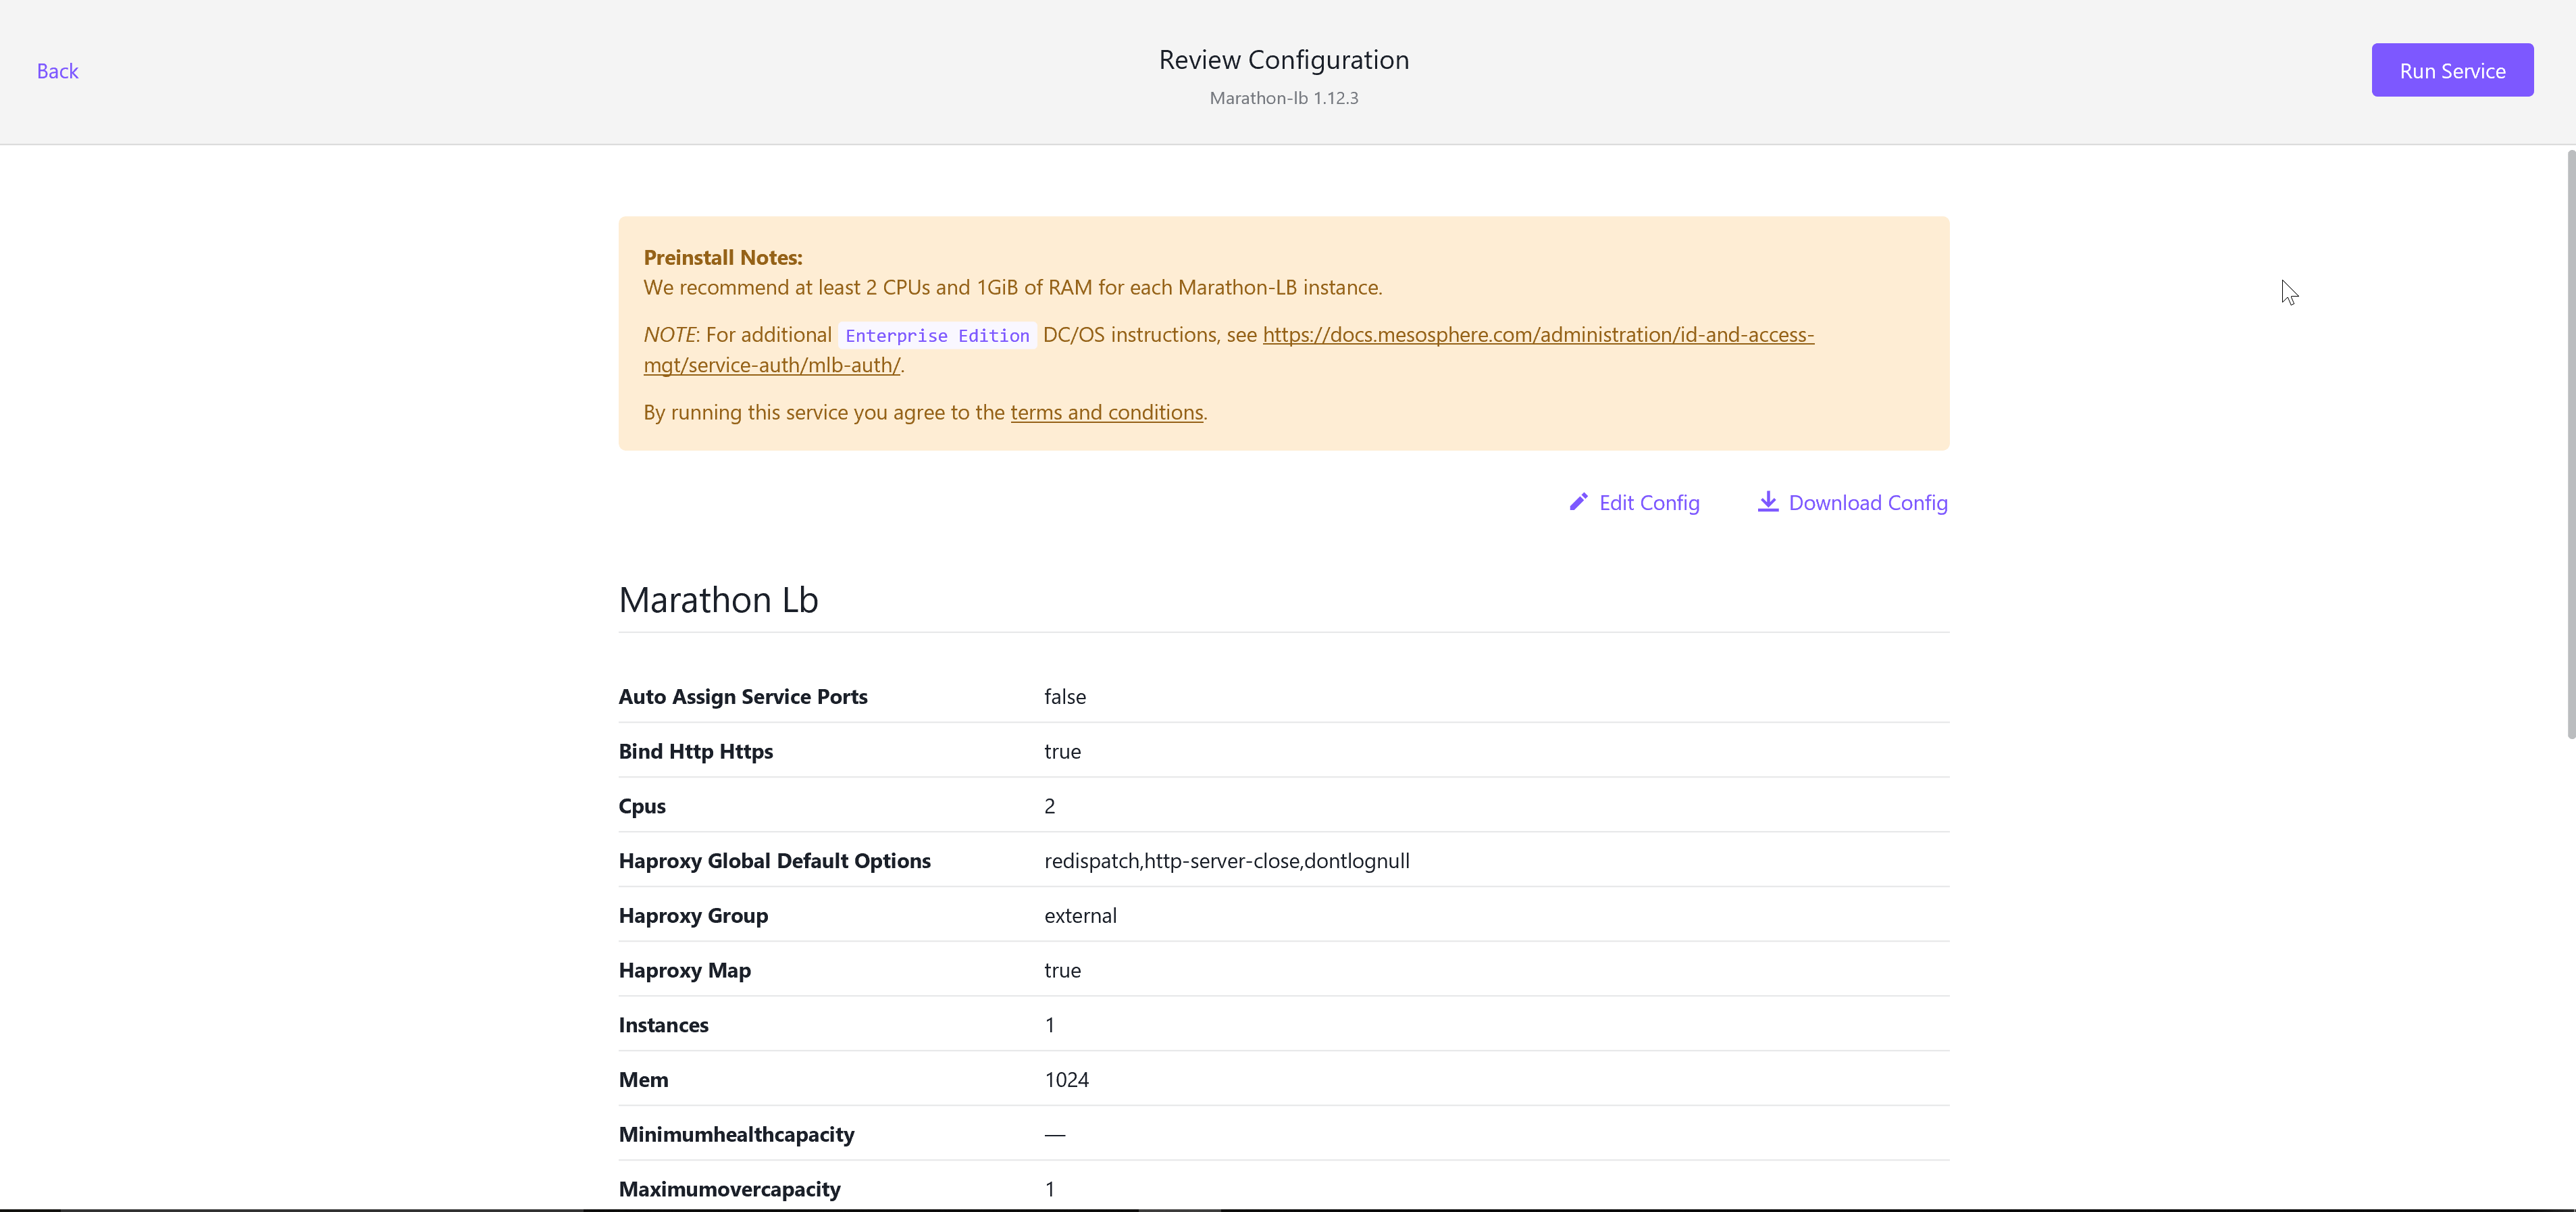 Back
Review Configuration
Run Service
Marathon-lb 1.12.3
Preinstall Notes:
We recommend at least 2 CPUs and 1GiB of RAM for each Marathon-LB instance.
NOTE: For additional Enterprise Edition DC/OS instructions, see https://docs.mesosphere.com/administration/id-and-access-
mgt/service-auth/mlb-auth/.
By running this service you agree to the terms and conditions.
Edit Config Download Config
Marathon Lb
Auto Assign Service Ports false
Bind Http Https true
Cpus 2
Haproxy Global Default Options redispatch,http-server-close,dontlognull
Haproxy Group external
Haproxy Map true
Instances 1
Mem 1024
Minimumhealthcapacity —
Maximumovercapacity 1